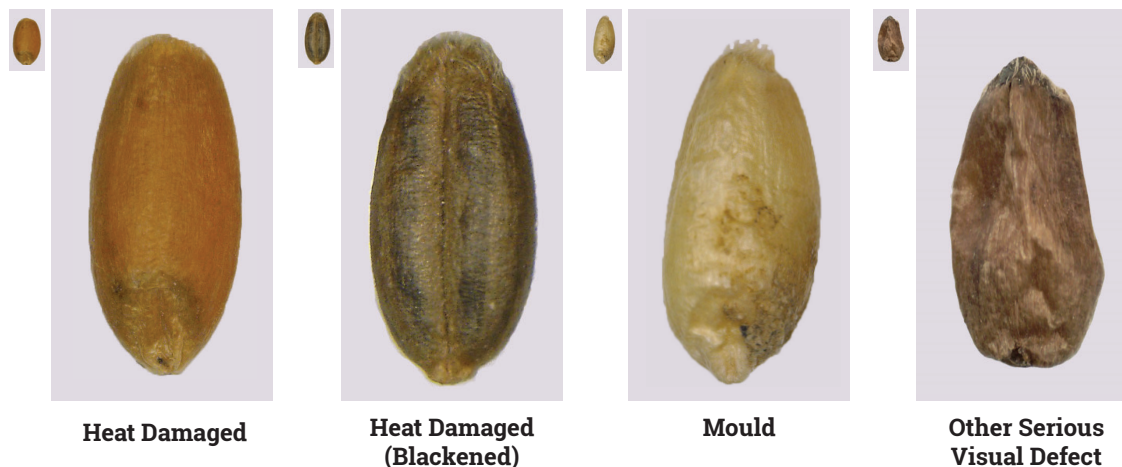 Heat Damaged
Heat Damaged
(Blackened)
Mould
Other Serious
Visual Defect